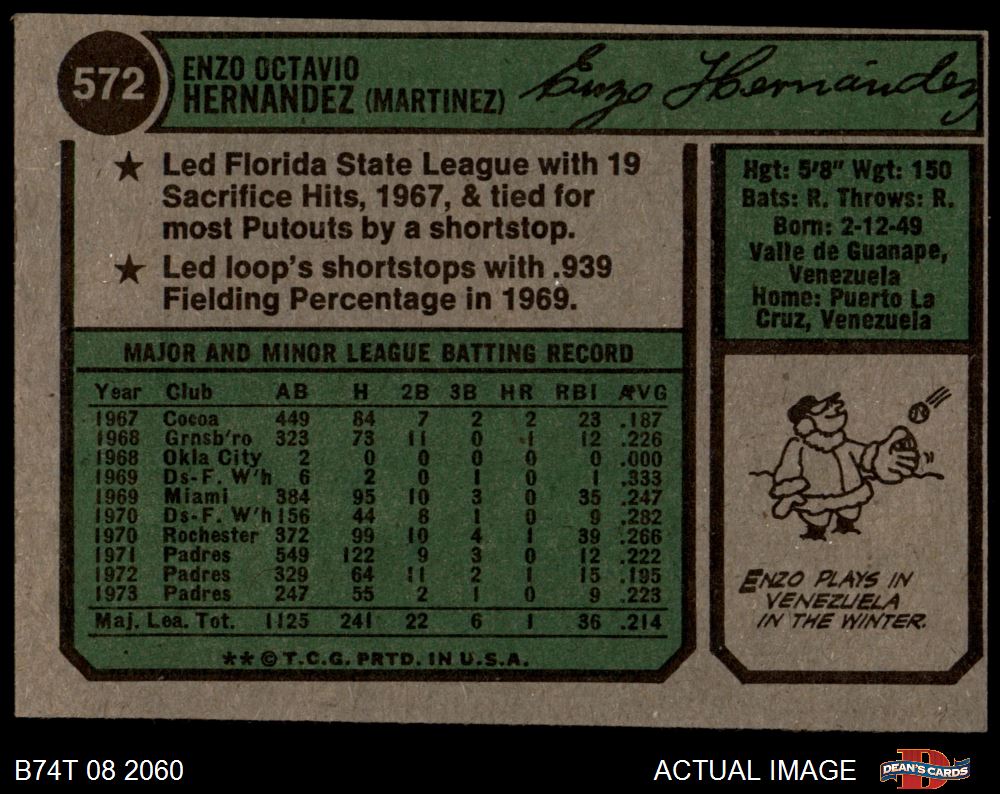 572
ENZO OCTAVIO
HERNANDEZ (MARTINEZ)
Enzo Hernández
★ Led Florida State League with 19
Sacrifice Hits, 1967, & tied for
most Putouts by a shortstop.
★ Led loop's shortstops with .939
Fielding Percentage in 1969.
Hgt: 5'8" Wgt: 150
Bats: R. Throws: R.
Born: 2-12-49
Valle de Guanape,
Venezuela
Home: Puerto La
Cruz, Venezuela
MAJOR AND MINOR LEAGUE BATTING RECORD
Year Club AB H 2B 3B HR RBI AVG
1967 Cocoa 449 84 7 2 2 23 .187
1968 Grnsb'ro 323 73 11 0 1 12 .226
1968 Okla City 2 0 0 0 0 0 .000
1969 Ds-F. W'h 6 2 0 1 0 1 .333
1969 Miami 384 95 10 3 0 35 .247
1970 Ds-F. W'h 156 44 8 1 0 9 .282
1970 Rochester 372 99 10 4 1 39 .266
1971 Padres 549 122 9 3 0 12 .222
1972 Padres 329 64 11 2 1 15 .195
1973 Padres 247 55 2 1 0 9 .223
Maj. Lea. Tot. 1125 241 22 6 1 36 .214
** © T.C.G. PRTD. IN U.S.A.
ENZO PLAYS IN
VENEZUELA
IN THE WINTER.
B74T 08 2060
ACTUAL IMAGE
D
DEAN'S CARDS